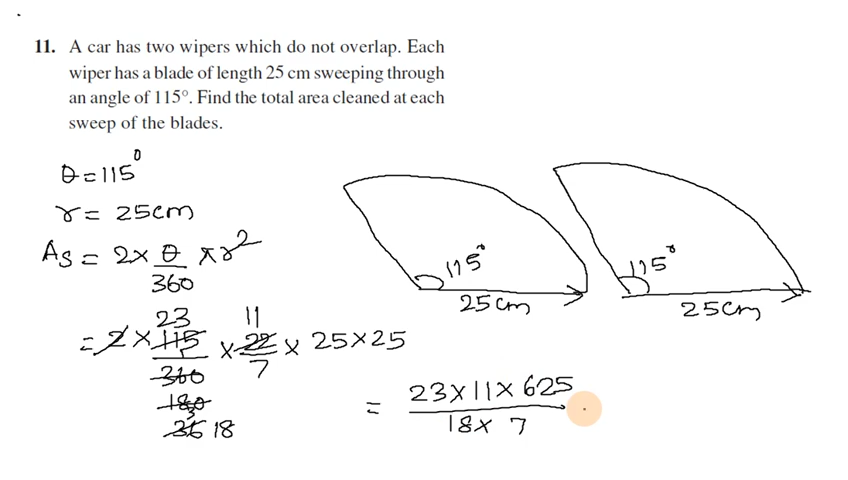 11. A car has two wipers which do not overlap. Each
wiper has a blade of length 25 cm sweeping through
an angle of 115°. Find the total area cleaned at each
sweep of the blades.
θ = 115°
r = 25cm
As = 2 × θ/360 πr²
= 2 × 115/360 × 22/7 × 25 × 25
23
11
180
36 18
= 23 × 11 × 625 / 18 × 7
115°
25cm
115°
25cm